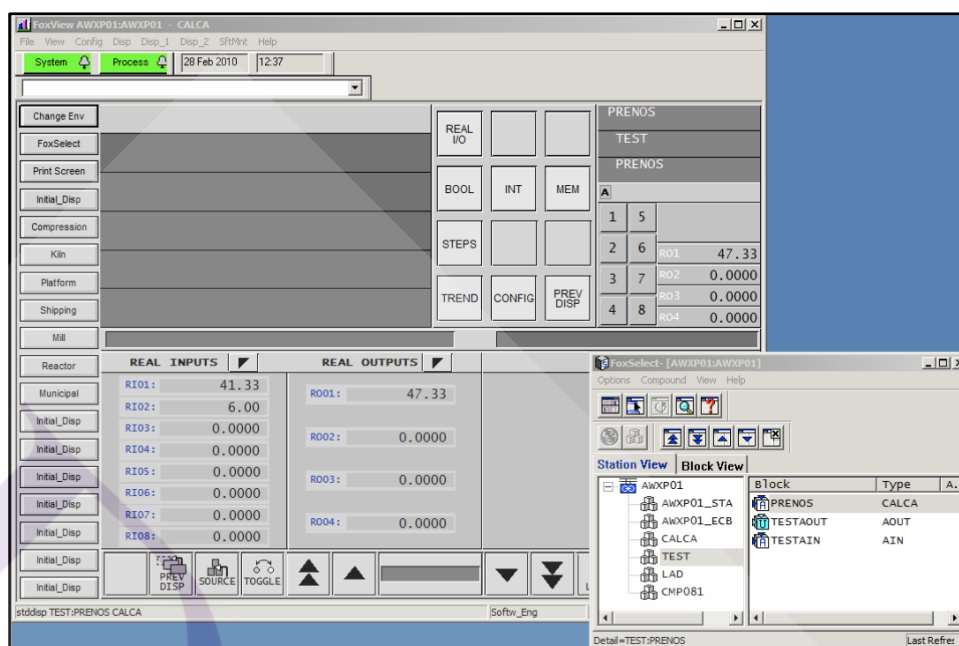 FoxView AWXP01:AWXP01 - CALCA
File View Config Disp Disp_1 Disp_2 SftMnt Help
System Process 28 Feb 2010 12:37
Change Env
FoxSelect
Print Screen
Initial_Disp
Compression
Kiln
Platform
Shipping
Mill
Reactor
Municipal
Initial_Disp
Initial_Disp
Initial_Disp
Initial_Disp
Initial_Disp
Initial_Disp
Initial_Disp
REAL I/O
BOOL INT MEM
STEPS
TREND CONFIG PREV DISP
PRENOS
TEST
PRENOS
A
1 5
2 6 RO1 47.33
3 7 RO2 0.0000
RO3 0.0000
4 8 RO4 0.0000
REAL INPUTS REAL OUTPUTS
RI01: 41.33
RI02: 6.00
RI03: 0.0000
RI04: 0.0000
RI05: 0.0000
RI06: 0.0000
RI07: 0.0000
RI08: 0.0000
RO01: 47.33
RO02: 0.0000
RO03: 0.0000
RO04: 0.0000
PREV DISP SOURCE TOGGLE
stddisp TEST:PRENOS CALCA Softw_Eng
FoxSelect- [AWXP01:AWXP01]
Options Compound View Help
Station View Block View
AWXP01
AWXP01_STA
AWXP01_ECB
CALCA
TEST
LAD
CMP081
Block Type A.
PRENOS CALCA
TESTAOUT AOUT
TESTAIN AIN
Detail=TEST:PRENOS Last Refre